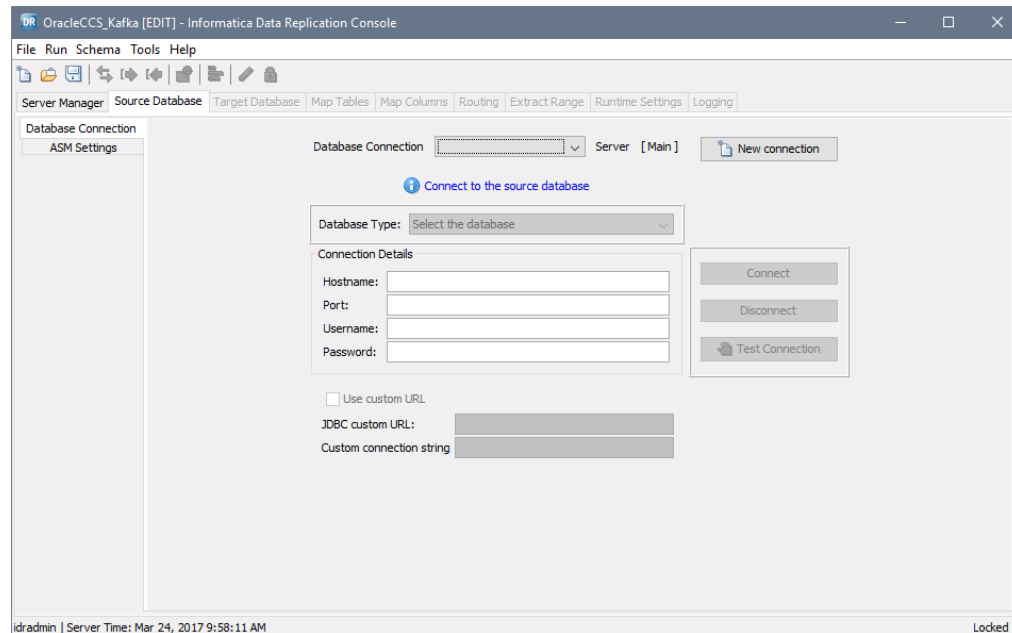 DR OracleCCS_Kafka [EDIT] - Informatica Data Replication Console
File Run Schema Tools Help
Server Manager Source Database Target Database Map Tables Map Columns Routing Extract Range Runtime Settings Logging
Database Connection
ASM Settings
Database Connection Server [Main] New connection
Connect to the source database
Database Type: Select the database
Connection Details
Hostname:
Port:
Username:
Password:
Connect
Disconnect
Test Connection
Use custom URL
JDBC custom URL:
Custom connection string
idradmin | Server Time: Mar 24, 2017 9:58:11 AM Locked